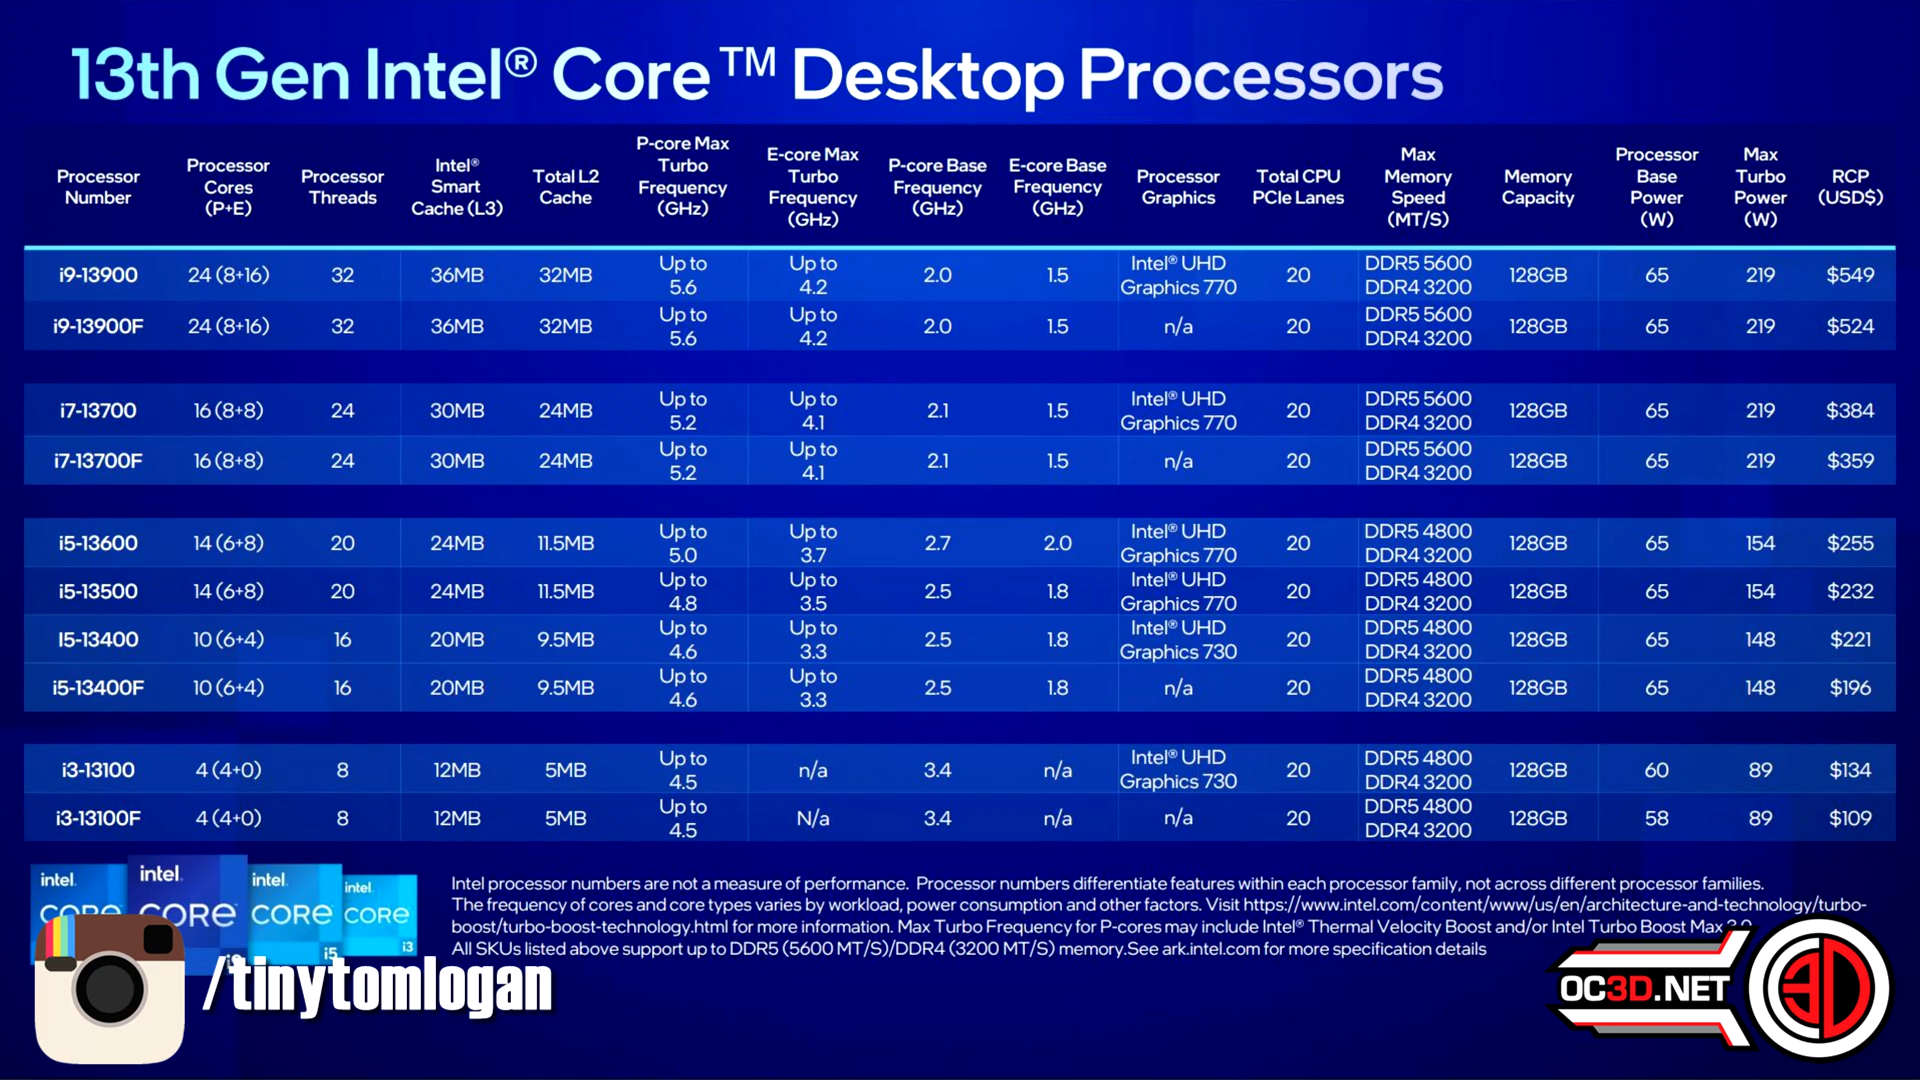 13th Gen Intel® Core™ Desktop Processors
Processor Number | Processor Cores (P+E) | Processor Threads | Intel® Smart Cache (L3) | Total L2 Cache | P-core Max Turbo Frequency (GHz) | E-core Max Turbo Frequency (GHz) | P-core Base Frequency (GHz) | E-core Base Frequency (GHz) | Processor Graphics | Total CPU PCIe Lanes | Max Memory Speed (MT/S) | Memory Capacity | Processor Base Power (W) | Max Turbo Power (W) | RCP (USD$)
i9-13900 24 (8+16) 32 36MB 32MB Up to 5.6 Up to 4.2 2.0 1.5 Intel® UHD Graphics 770 20 DDR5 5600 DDR4 3200 128GB 65 219 $549
i9-13900F 24 (8+16) 32 36MB 32MB Up to 5.6 Up to 4.2 2.0 1.5 n/a 20 DDR5 5600 DDR4 3200 128GB 65 219 $524
i7-13700 16 (8+8) 24 30MB 24MB Up to 5.2 Up to 4.1 2.1 1.5 Intel® UHD Graphics 770 20 DDR5 5600 DDR4 3200 128GB 65 219 $384
i7-13700F 16 (8+8) 24 30MB 24MB Up to 5.2 Up to 4.1 2.1 1.5 n/a 20 DDR5 5600 DDR4 3200 128GB 65 219 $359
i5-13600 14 (6+8) 20 24MB 11.5MB Up to 5.0 Up to 3.7 2.7 2.0 Intel® UHD Graphics 770 20 DDR5 4800 DDR4 3200 128GB 65 154 $255
i5-13500 14 (6+8) 20 24MB 11.5MB Up to 4.8 Up to 3.5 2.5 1.8 Intel® UHD Graphics 770 20 DDR5 4800 DDR4 3200 128GB 65 154 $232
I5-13400 10 (6+4) 16 20MB 9.5MB Up to 4.6 Up to 3.3 2.5 1.8 Intel® UHD Graphics 730 20 DDR5 4800 DDR4 3200 128GB 65 148 $221
i5-13400F 10 (6+4) 16 20MB 9.5MB Up to 4.6 Up to 3.3 2.5 1.8 n/a 20 DDR5 4800 DDR4 3200 128GB 65 148 $196
i3-13100 4 (4+0) 8 12MB 5MB Up to 4.5 n/a 3.4 n/a Intel® UHD Graphics 730 20 DDR5 4800 DDR4 3200 128GB 60 89 $134
i3-13100F 4 (4+0) 8 12MB 5MB Up to 4.5 N/a 3.4 n/a n/a 20 DDR5 4800 DDR4 3200 128GB 58 89 $109
intel. CORE
intel. CORE
intel. CORE i5
intel. CORE i3
Intel processor numbers are not a measure of performance. Processor numbers differentiate features within each processor family, not across different processor families.
The frequency of cores and core types varies by workload, power consumption and other factors. Visit https://www.intel.com/content/www/us/en/architecture-and-technology/turbo-
boost/turbo-boost-technology.html for more information. Max Turbo Frequency for P-cores may include Intel® Thermal Velocity Boost and/or Intel Turbo Boost Max 3.0
All SKUs listed above support up to DDR5 (5600 MT/S)/DDR4 (3200 MT/S) memory.See ark.intel.com for more specification details
/tinytomlogan
OC3D.NET
3D